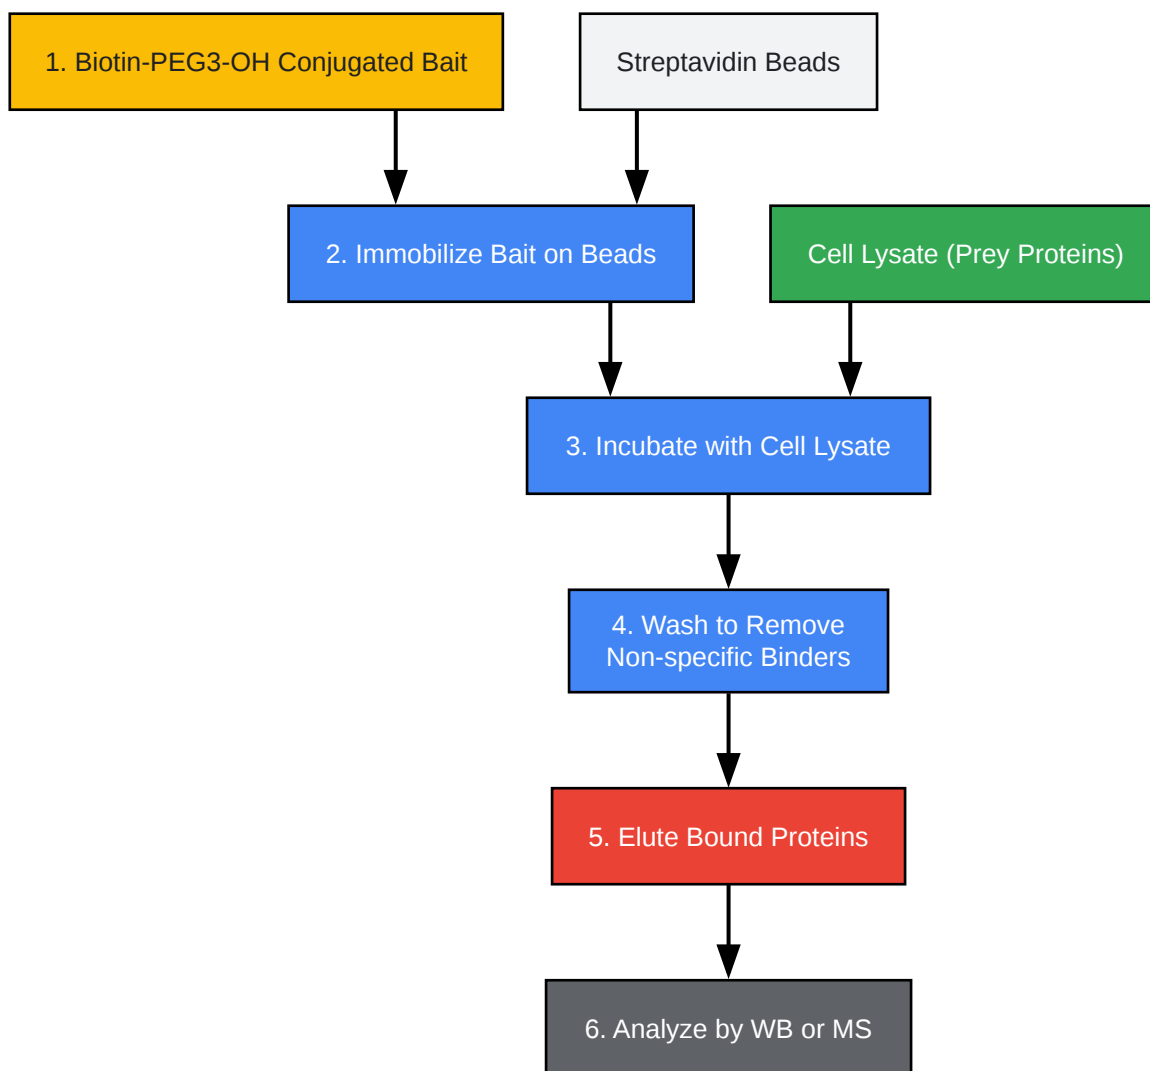 1. Biotin-PEG3-OH Conjugated Bait
Streptavidin Beads
2. Immobilize Bait on Beads
Cell Lysate (Prey Proteins)
3. Incubate with Cell Lysate
4. Wash to Remove
Non-specific Binders
5. Elute Bound Proteins
6. Analyze by WB or MS